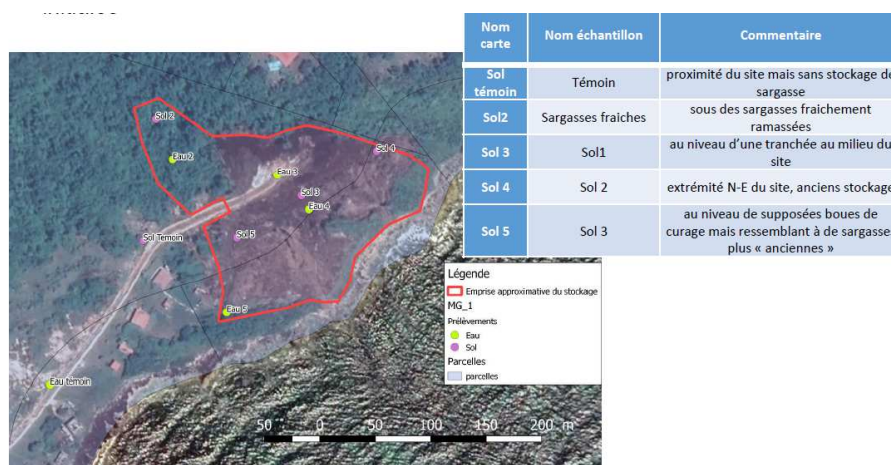 Nom carte
Nom échantillon
Commentaire
Sol témoin
Témoin
proximité du site mais sans stockage de
sargasse
Sol2
Sargasses fraiches
sous des sargasses fraichement
ramassées
Sol 3
Sol1
au niveau d'une tranchée au milieu du
site
Sol 4
Sol 2
extrémité N-E du site, anciens stockage
Sol 5
Sol 3
au niveau de supposées boues de
curage mais ressemblant à de sargasses
plus « anciennes »
Sol 2
Eau 2
Sol 4
Eau 3
Sol 3
Eau 4
Sol Temoin
Sol 5
Eau 5
Eau témoin
Légende
Emprise approximative du stockage
MG_1
Prélèvements
Eau
Sol
Parcelles
parcelles
50 0 50 100 150 200 m